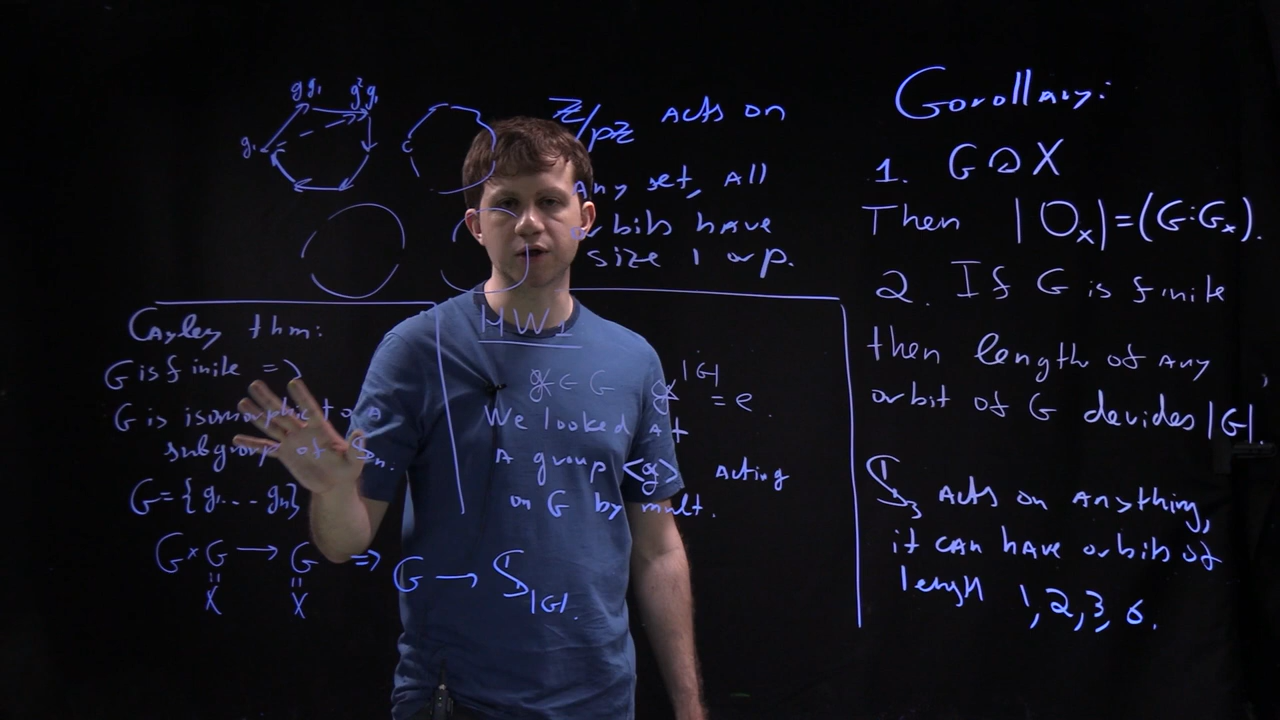 g g₁ g²g₁
g₁
ℤ/pℤ acts on
any set, all
orbits have
size 1 or p.
Cayley thm:
G is finite =>
G is isomorphic to a
subgroup of Sₙ.
G={g₁... gₙ}
G × G → G => G → S|G|.
X X
HW1
g ∈ G g^|G| = e.
We looked at
a group <g> acting
on G by mult.
Corollary:
1. G ↻ X
Then |Oₓ|=(G:Gₓ).
2. If G is finite
then length of any
orbit of G devides |G|.
S₃ acts on anything,
it can have orbits of
length 1,2,3,6.